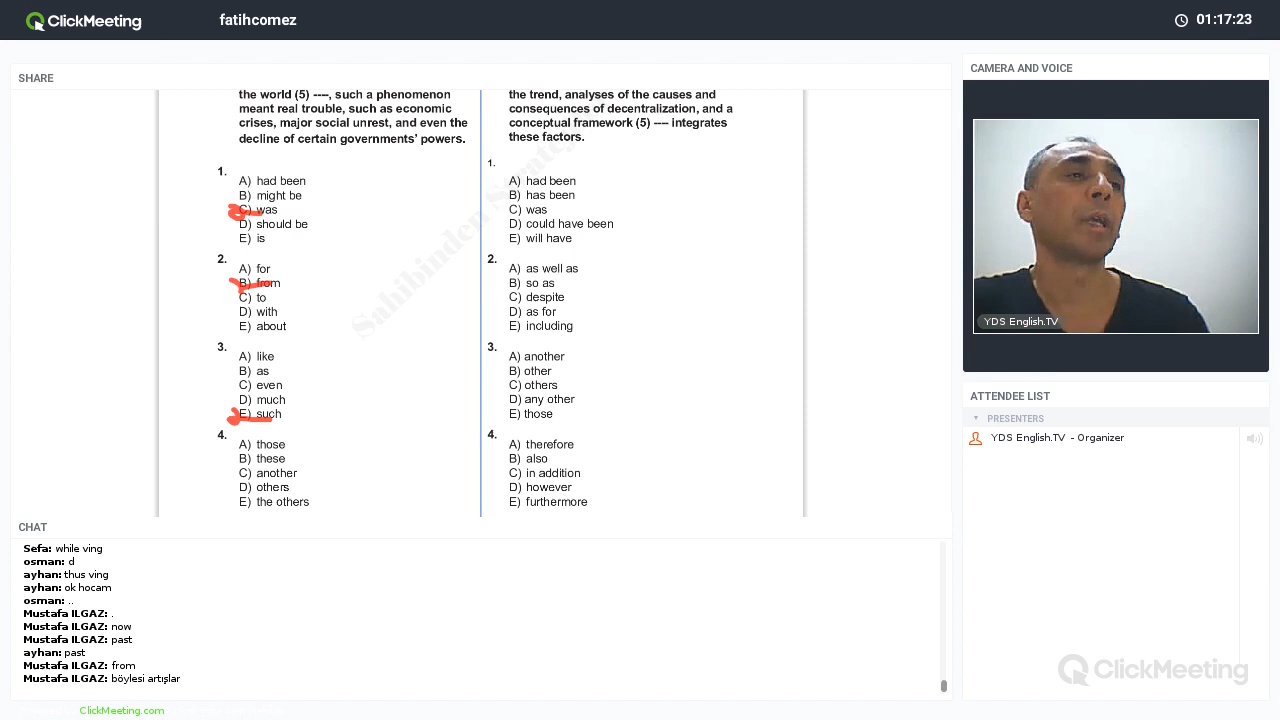 ClickMeeting
fatihcomez
01:17:23
SHARE
the world (5) ----, such a phenomenon
meant real trouble, such as economic
crises, major social unrest, and even the
decline of certain governments' powers.
1.
A) had been
B) might be
C) was
D) should be
E) is
2.
A) for
B) from
C) to
D) with
E) about
3.
A) like
B) as
C) even
D) much
E) such
4.
A) those
B) these
C) another
D) others
E) the others
the trend, analyses of the causes and
consequences of decentralization, and a
conceptual framework (5) ---- integrates
these factors.
1.
A) had been
B) has been
C) was
D) could have been
E) will have
2.
A) as well as
B) so as
C) despite
D) as for
E) including
3.
A) another
B) other
C) others
D) any other
E) those
4.
A) therefore
B) also
C) in addition
D) however
E) furthermore
Sahibinden
CAMERA AND VOICE
YDS English.TV
ATTENDEE LIST
PRESENTERS
YDS English.TV - Organizer
CHAT
Sefa: while ving
osman: d
ayhan: thus ving
ayhan: ok hocam
osman: ..
Mustafa ILGAZ: .
Mustafa ILGAZ: now
Mustafa ILGAZ: past
ayhan: past
Mustafa ILGAZ: from
Mustafa ILGAZ: böylesi artışlar
ClickMeeting
ClickMeeting.com